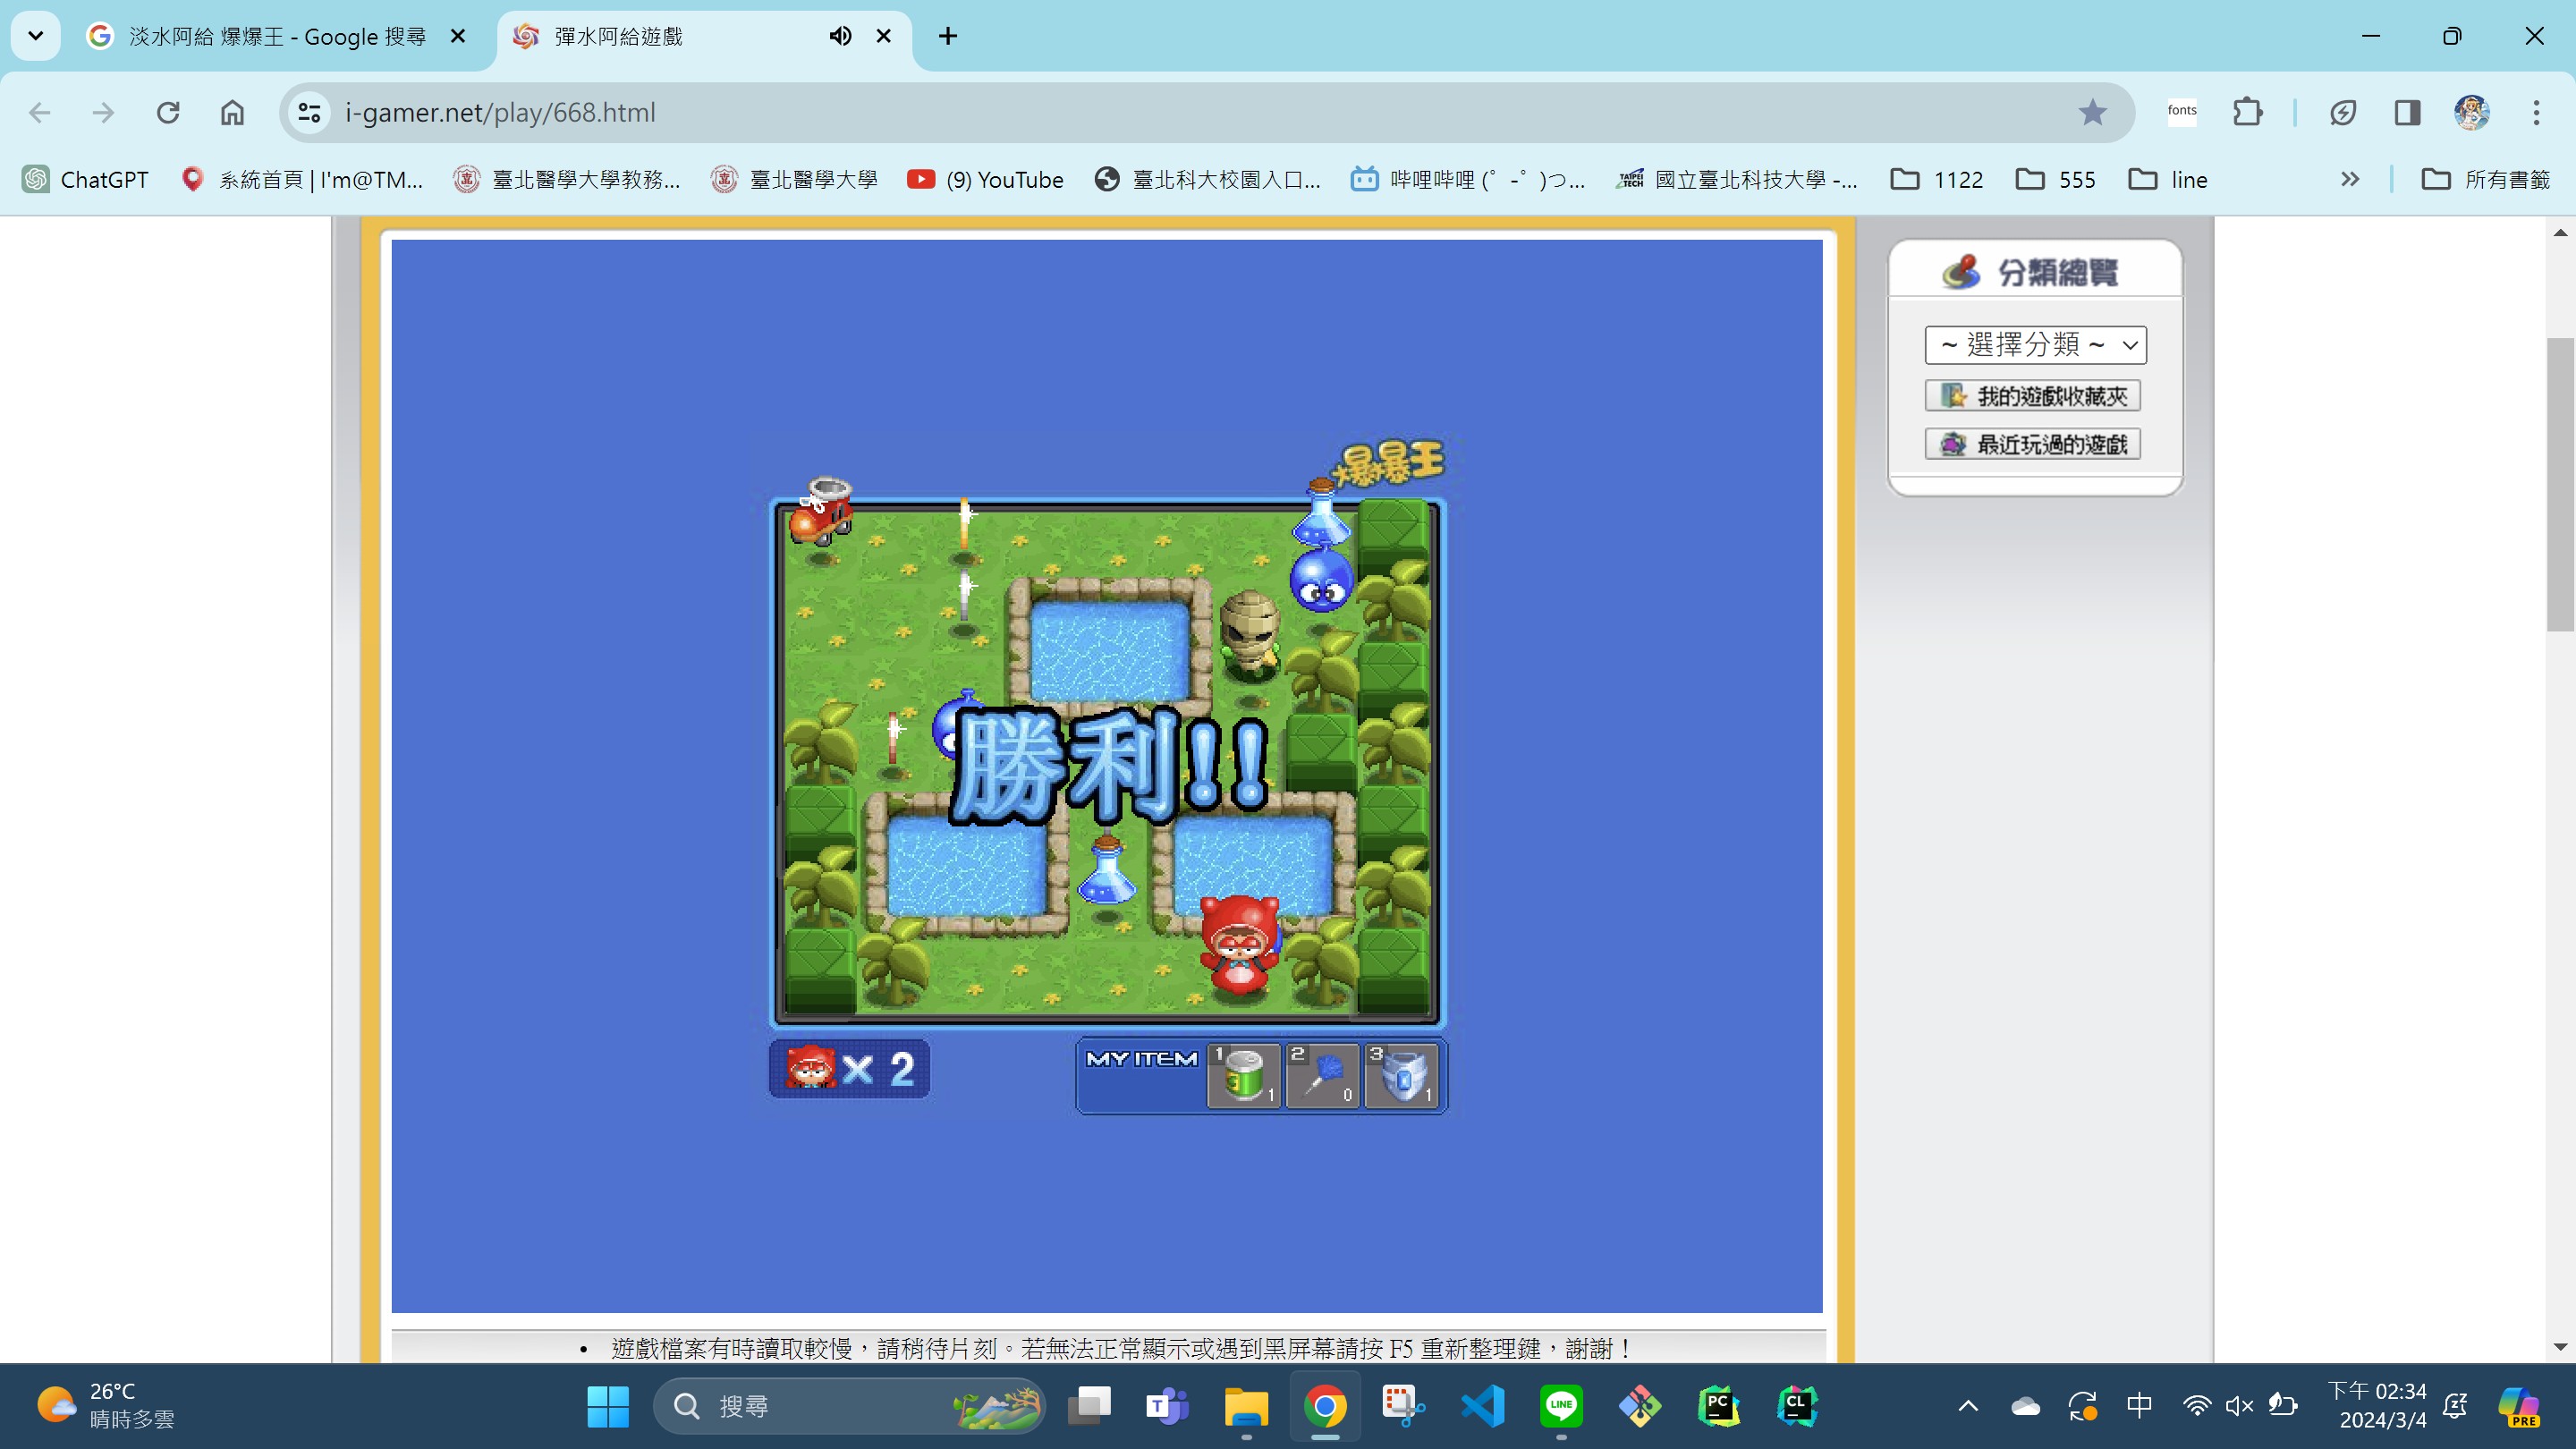 淡水阿給 爆爆王 - Google 搜尋
彈水阿給遊戲
i-gamer.net/play/668.html
fonts
ChatGPT
系統首頁 | I'm@TM...
臺北醫學大學教務...
臺北醫學大學
(9) YouTube
臺北科大校園入口...
哔哩哔哩 (゜-゜)つ...
TAIPEI TECH
國立臺北科技大學 -...
1122
555
line
所有書籤
分類總覽
~ 選擇分類 ~
我的遊戲收藏夾
最近玩過的遊戲
爆爆王
勝利!!
× 2
MY ITEM
1 1
2 0
3 1
• 遊戲檔案有時讀取較慢，請稍待片刻。若無法正常顯示或遇到黑屏幕請按 F5 重新整理鍵，謝謝！
26°C
晴時多雲
搜尋
T
LINE
PC
CL
中
下午 02:34
2024/3/4
PRE